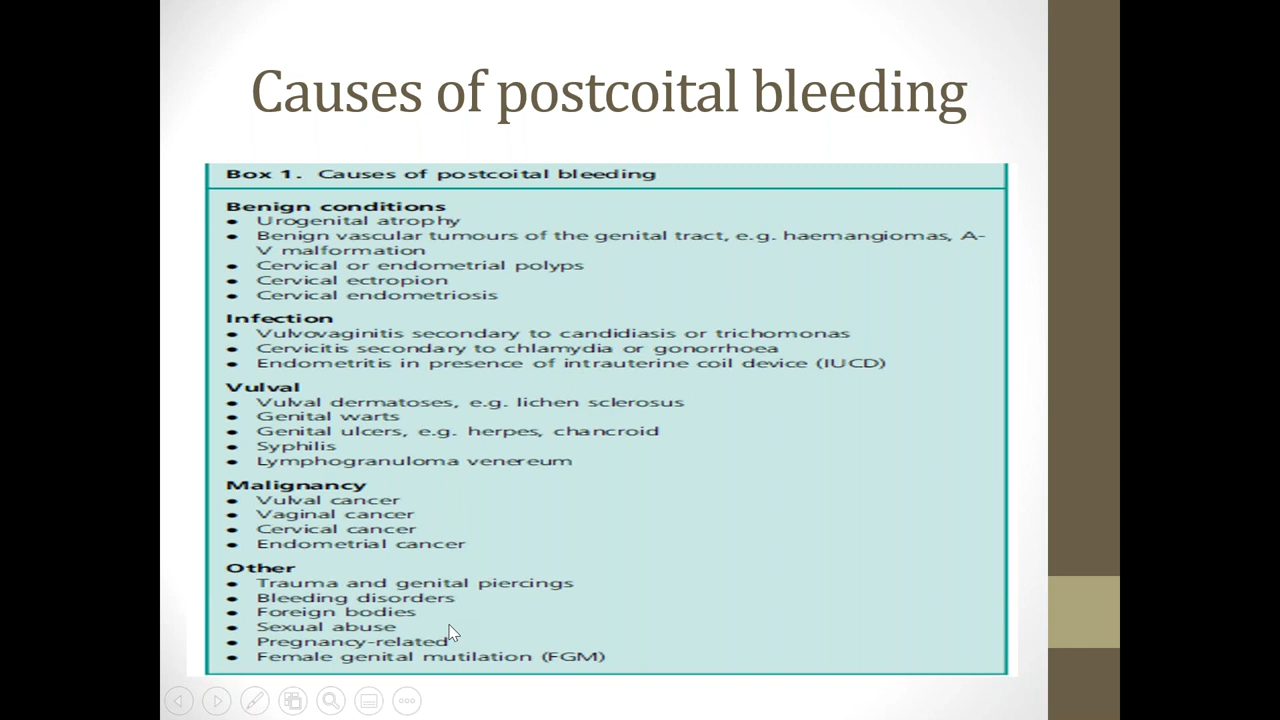 Causes of postcoital bleeding
Box 1. Causes of postcoital bleeding
Benign conditions
● Urogenital atrophy
● Benign vascular tumours of the genital tract, e.g. haemangiomas, A-
V malformation
● Cervical or endometrial polyps
● Cervical ectropion
● Cervical endometriosis
Infection
● Vulvovaginitis secondary to candidiasis or trichomonas
● Cervicitis secondary to chlamydia or gonorrhoea
● Endometritis in presence of intrauterine coil device (IUCD)
Vulval
● Vulval dermatoses, e.g. lichen sclerosus
● Genital warts
● Genital ulcers, e.g. herpes, chancroid
● Syphilis
● Lymphogranuloma venereum
Malignancy
● Vulval cancer
● Vaginal cancer
● Cervical cancer
● Endometrial cancer
Other
● Trauma and genital piercings
● Bleeding disorders
● Foreign bodies
● Sexual abuse
● Pregnancy-related
● Female genital mutilation (FGM)